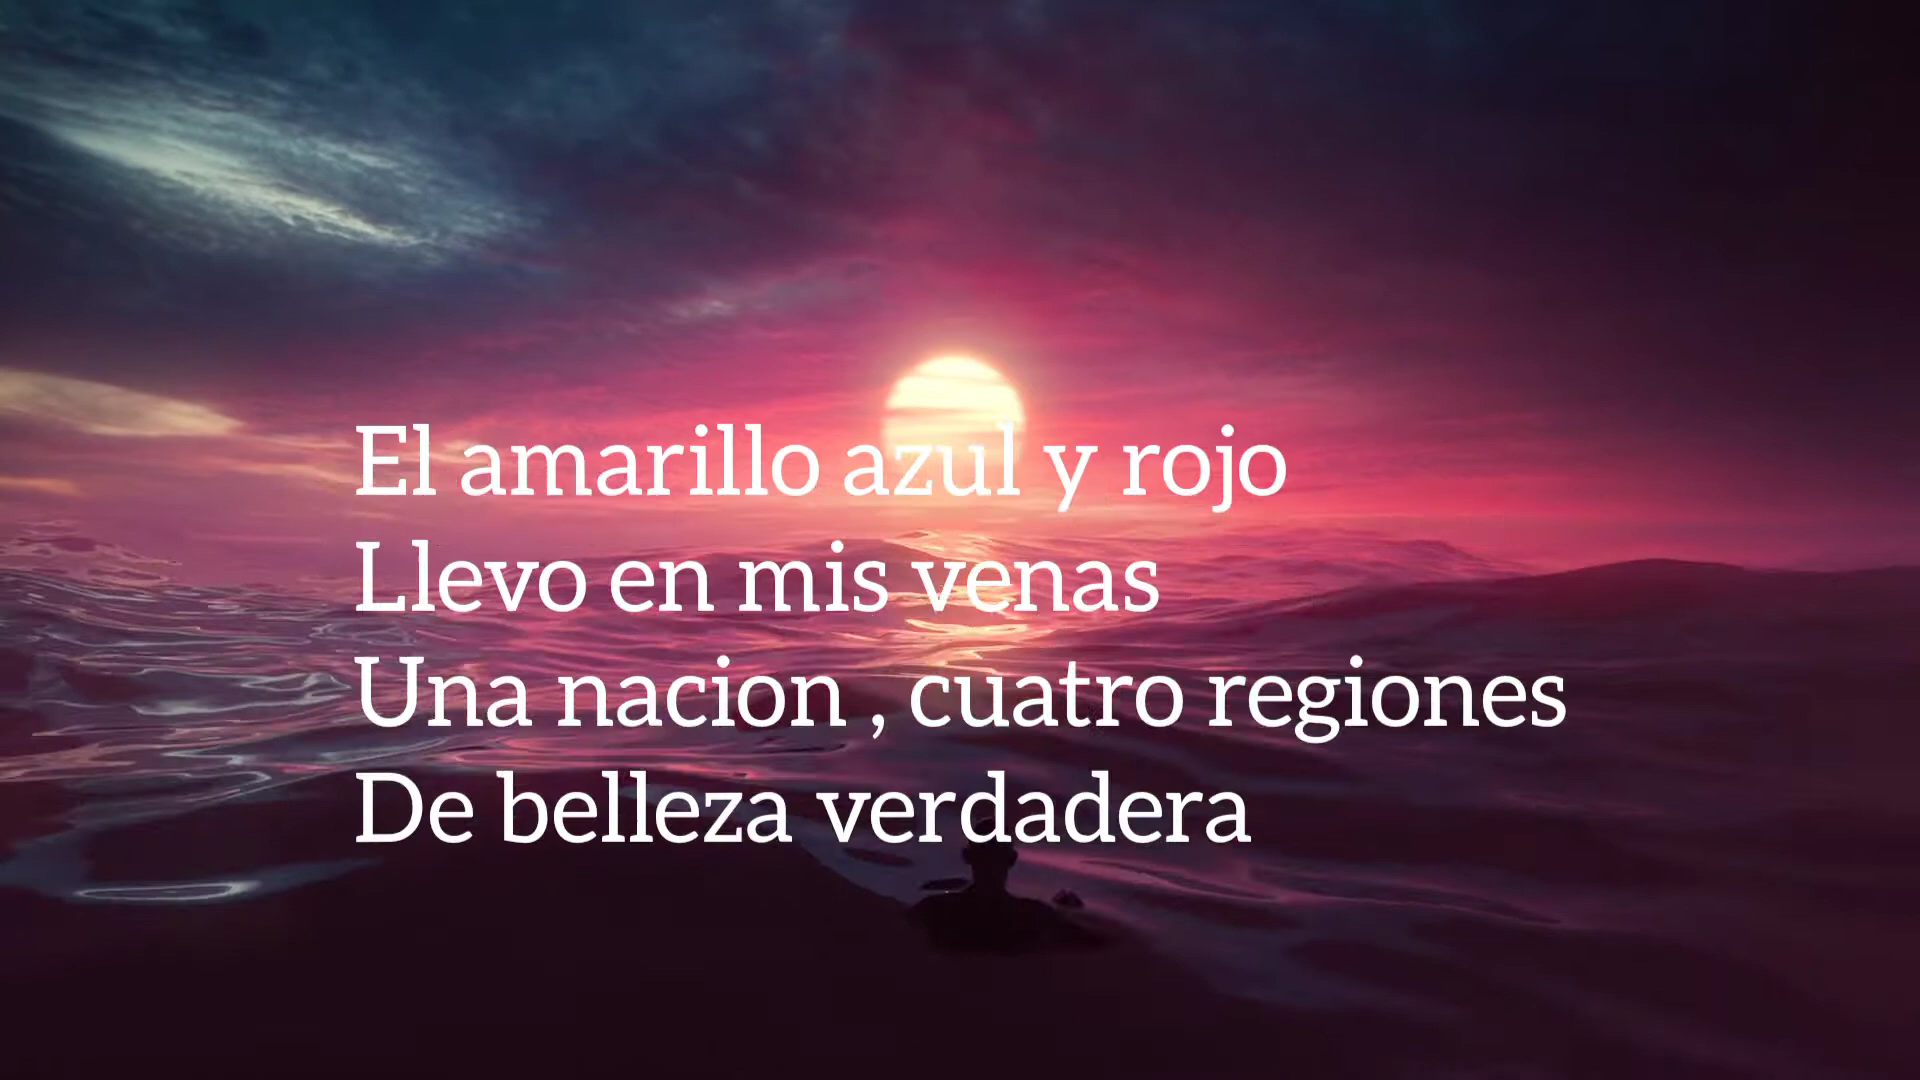 El amarillo azul y rojo
Llevo en mis venas
Una nacion , cuatro regiones
De belleza verdadera